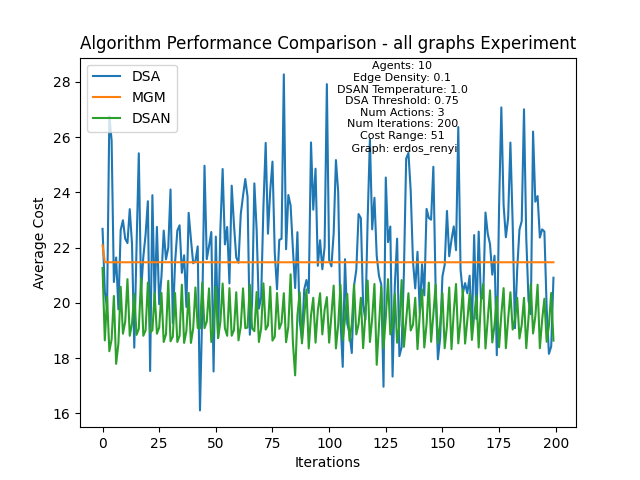 Algorithm Performance Comparison - all graphs Experiment
DSA
MGM
DSAN
Agents: 10
Edge Density: 0.1
DSAN Temperature: 1.0
DSA Threshold: 0.75
Num Actions: 3
Num Iterations: 200
Cost Range: 51
Graph: erdos_renyi
Average Cost
28
26
24
22
20
18
16
0 25 50 75 100 125 150 175 200
Iterations